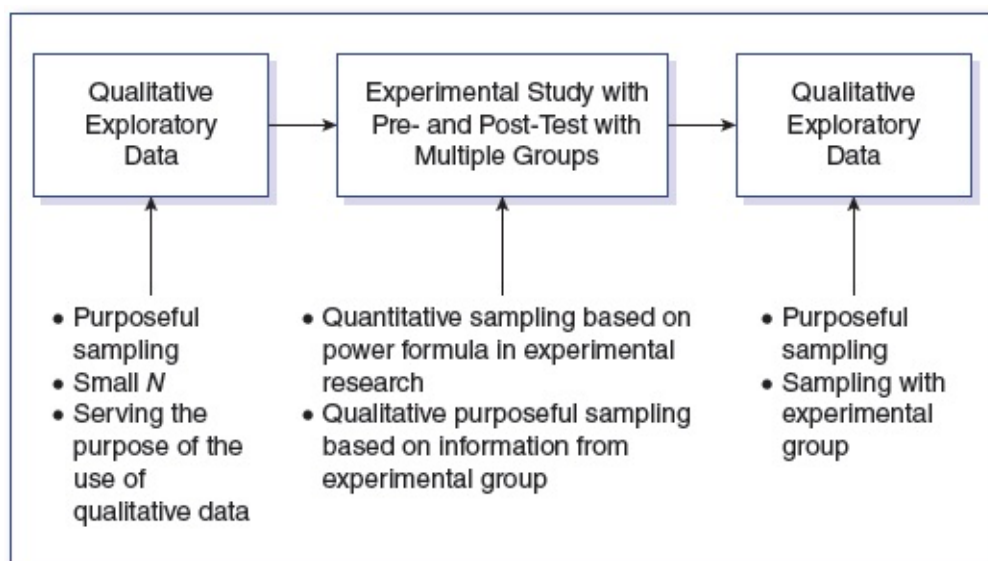 Qualitative
Exploratory
Data
Experimental Study with
Pre- and Post-Test with
Multiple Groups
Qualitative
Exploratory
Data
• Purposeful
sampling
• Small N
• Serving the
purpose of the
use of
qualitative data
• Quantitative sampling based on
power formula in experimental
research
• Qualitative purposeful sampling
based on information from
experimental group
• Purposeful
sampling
• Sampling with
experimental
group